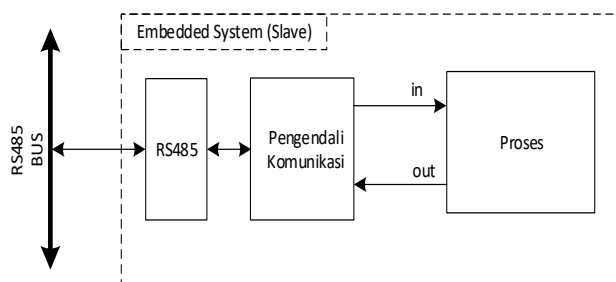 Embedded System (Slave)
RS485
BUS
RS485
Pengendali
Komunikasi
in
out
Proses